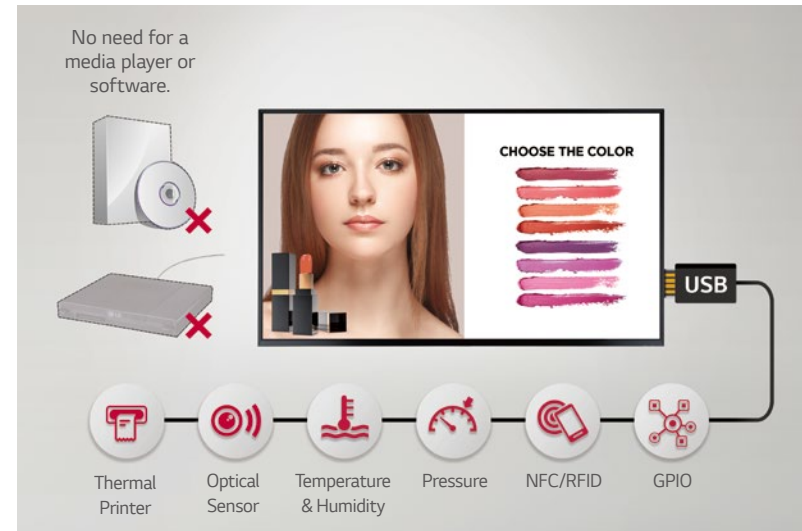 No need for a
media player or
software.
CHOOSE THE COLOR
USB
Thermal
Printer
Optical
Sensor
Temperature
& Humidity
Pressure
NFC/RFID
GPIO